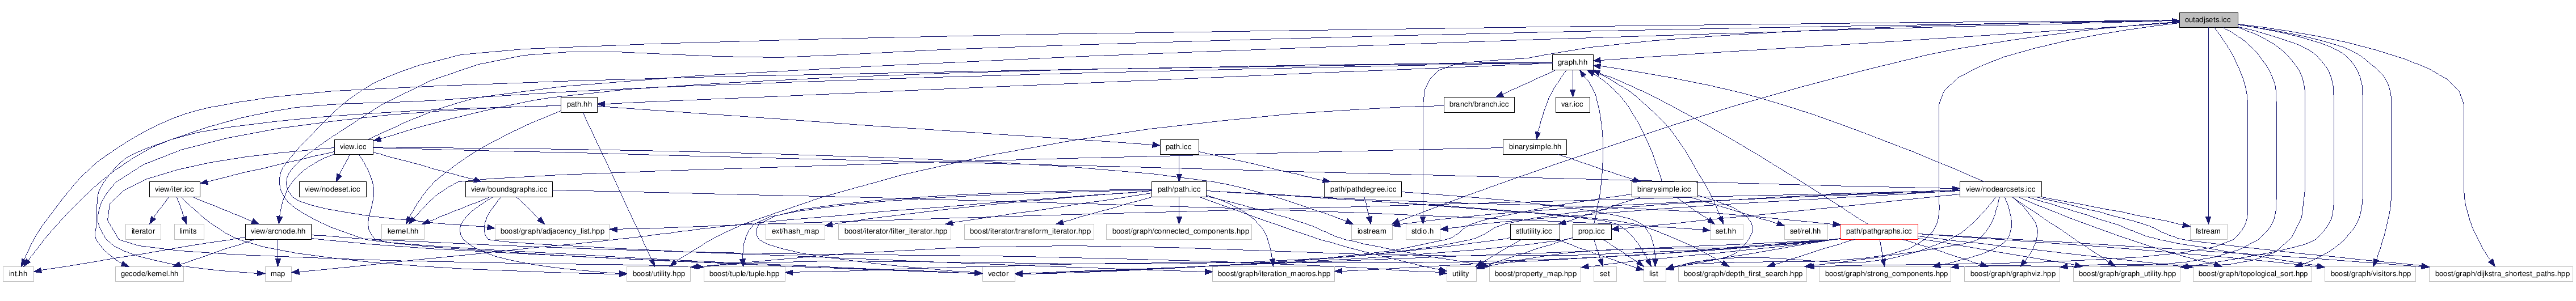 outadjsets.icc
graph.hh
path.hh
branch/branch.icc
var.icc
view.icc
path.icc
binarysimple.hh
view/iter.icc
view/nodeset.icc
view/boundsgraphs.icc
path/path.icc
path/pathdegree.icc
binarysimple.icc
view/nodearcsets.icc
iterator
limits
view/arcnode.hh
kernel.hh
boost/graph/adjacency_list.hpp
ext/hash_map
boost/iterator/filter_iterator.hpp
boost/iterator/transform_iterator.hpp
boost/graph/connected_components.hpp
iostream
stdio.h
stlutility.icc
prop.icc
set.hh
set/rel.hh
path/pathgraphs.icc
fstream
int.hh
gecode/kernel.hh
map
boost/utility.hpp
boost/tuple/tuple.hpp
vector
boost/graph/iteration_macros.hpp
utility
boost/property_map.hpp
set
list
boost/graph/depth_first_search.hpp
boost/graph/strong_components.hpp
boost/graph/graphviz.hpp
boost/graph/graph_utility.hpp
boost/graph/topological_sort.hpp
boost/graph/visitors.hpp
boost/graph/dijkstra_shortest_paths.hpp